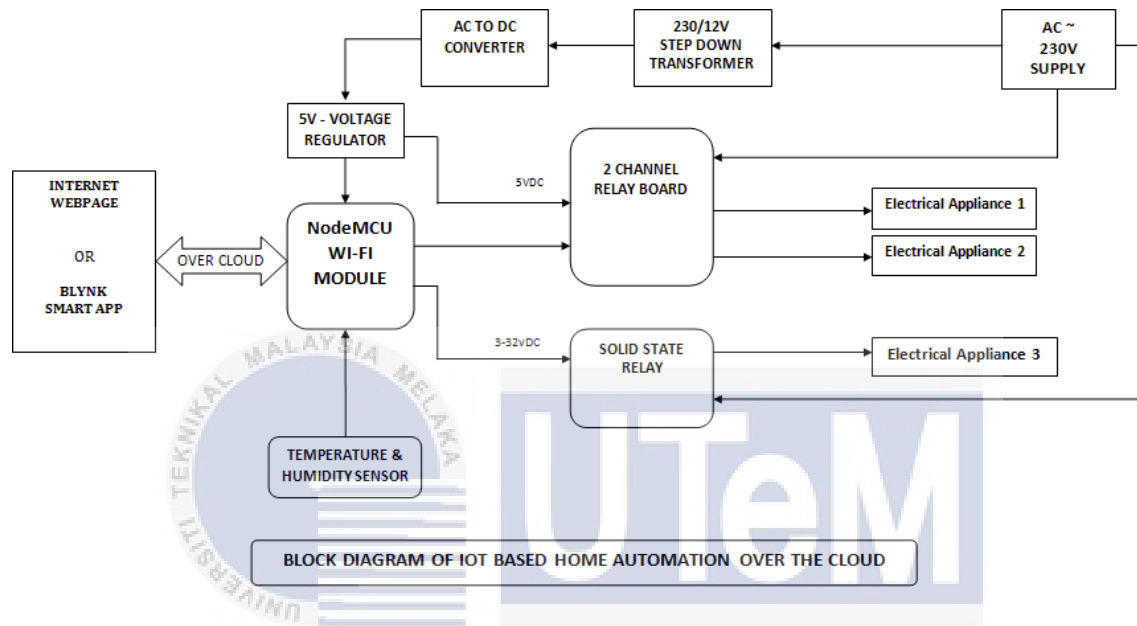 AC TO DC
CONVERTER
230/12V
STEP DOWN
TRANSFORMER
AC ~
230V
SUPPLY
5V - VOLTAGE
REGULATOR
2 CHANNEL
RELAY BOARD
5VDC
INTERNET
WEBPAGE
OR
BLYNK
SMART APP
OVER CLOUD
NodeMCU
WI-FI
MODULE
Electrical Appliance 1
Electrical Appliance 2
3-32vDC
SOLID STATE
RELAY
Electrical Appliance 3
TEMPERATURE &
HUMIDITY SENSOR
UNIVERSITI TEKNIKAL MALAYSIA MELAKA
UTeM
BLOCK DIAGRAM OF IOT BASED HOME AUTOMATION OVER THE CLOUD